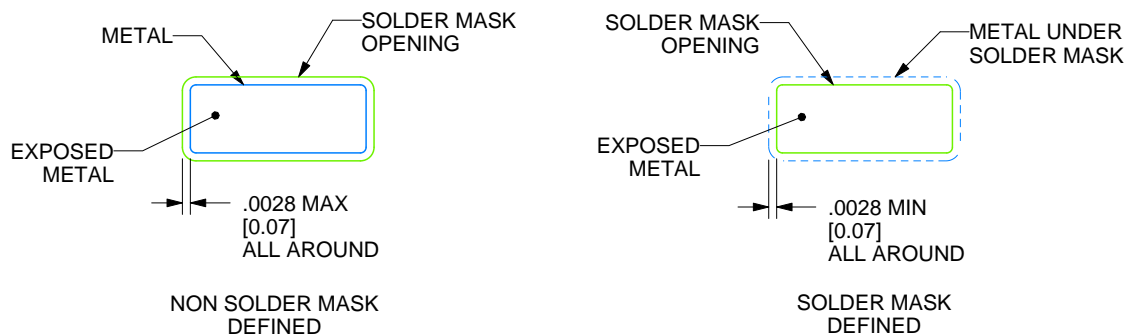 METAL
SOLDER MASK
OPENING
EXPOSED
METAL
.0028 MAX
[0.07]
ALL AROUND
NON SOLDER MASK
DEFINED
SOLDER MASK
OPENING
METAL UNDER
SOLDER MASK
EXPOSED
METAL
.0028 MIN
[0.07]
ALL AROUND
SOLDER MASK
DEFINED